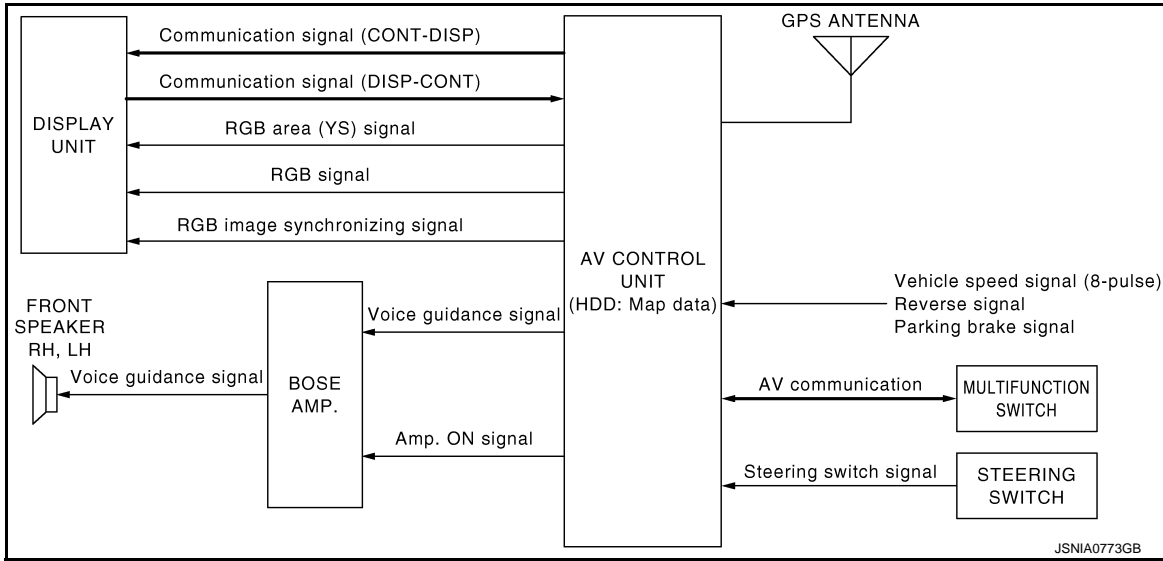 GPS ANTENNA
Communication signal (CONT-DISP)
Communication signal (DISP-CONT)
DISPLAY
UNIT
RGB area (YS) signal
RGB signal
RGB image synchronizing signal
AV CONTROL
UNIT
(HDD: Map data)
Vehicle speed signal (8-pulse)
Reverse signal
Parking brake signal
FRONT
SPEAKER
RH, LH
Voice guidance signal
BOSE
AMP.
Voice guidance signal
Amp. ON signal
AV communication
MULTIFUNCTION
SWITCH
Steering switch signal
STEERING
SWITCH
JSNIA0773GB